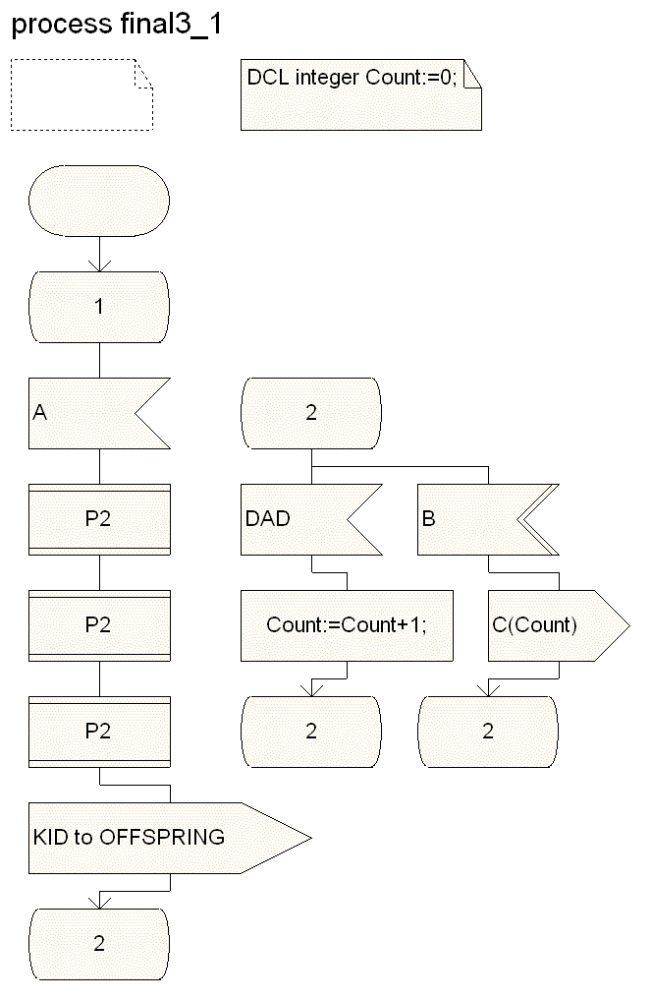 process final3_1
DCL integer Count:=0;
1
A
P2
P2
P2
KID to OFFSPRING
2
2
DAD
B
Count:=Count+1;
C(Count)
2
2